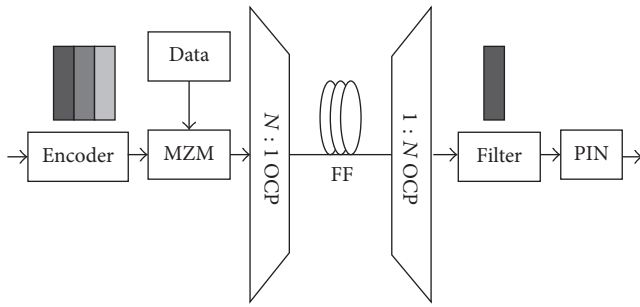 Data
Encoder
MZM
N : 1 OCP
FF
1 : N OCP
Filter
PIN